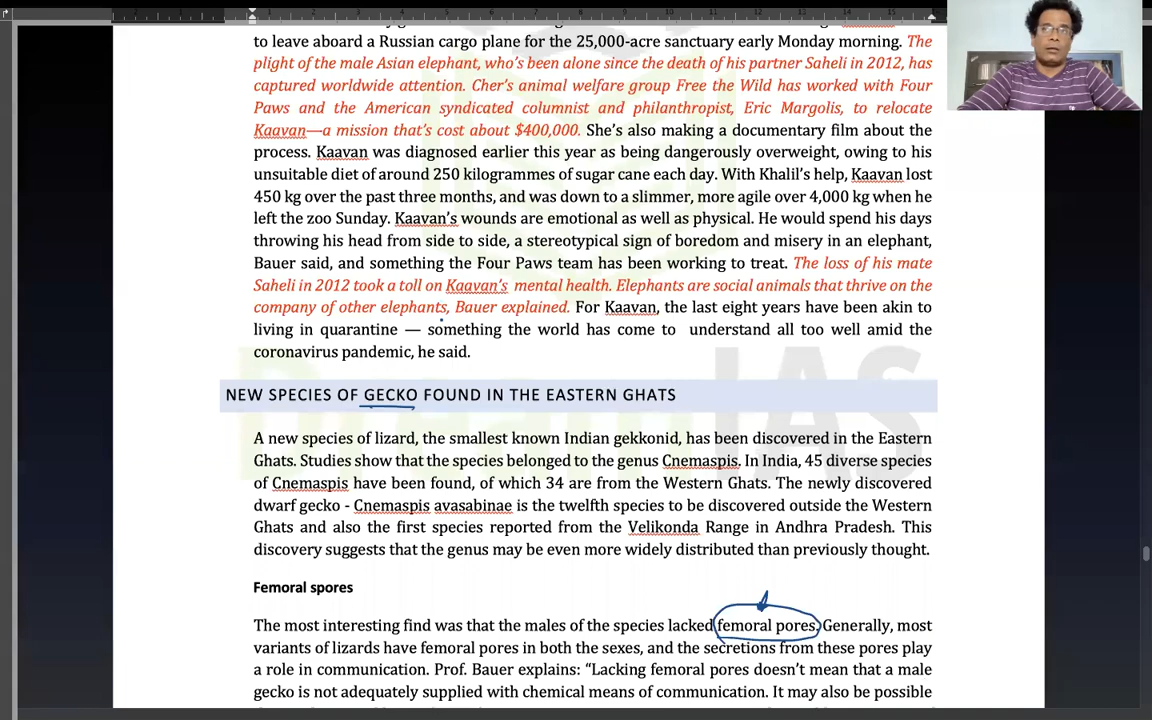 to leave aboard a Russian cargo plane for the 25,000-acre sanctuary early Monday morning. The
plight of the male Asian elephant, who's been alone since the death of his partner Saheli in 2012, has
captured worldwide attention. Cher's animal welfare group Free the Wild has worked with Four
Paws and the American syndicated columnist and philanthropist, Eric Margolis, to relocate
Kaavan—a mission that's cost about $400,000. She's also making a documentary film about the
process. Kaavan was diagnosed earlier this year as being dangerously overweight, owing to his
unsuitable diet of around 250 kilogrammes of sugar cane each day. With Khalil's help, Kaavan lost
450 kg over the past three months, and was down to a slimmer, more agile over 4,000 kg when he
left the zoo Sunday. Kaavan's wounds are emotional as well as physical. He would spend his days
throwing his head from side to side, a stereotypical sign of boredom and misery in an elephant,
Bauer said, and something the Four Paws team has been working to treat. The loss of his mate
Saheli in 2012 took a toll on Kaavan's mental health. Elephants are social animals that thrive on the
company of other elephants, Bauer explained. For Kaavan, the last eight years have been akin to
living in quarantine — something the world has come to understand all too well amid the
coronavirus pandemic, he said.
NEW SPECIES OF GECKO FOUND IN THE EASTERN GHATS
A new species of lizard, the smallest known Indian gekkonid, has been discovered in the Eastern
Ghats. Studies show that the species belonged to the genus Cnemaspis. In India, 45 diverse species
of Cnemaspis have been found, of which 34 are from the Western Ghats. The newly discovered
dwarf gecko - Cnemaspis avasabinae is the twelfth species to be discovered outside the Western
Ghats and also the first species reported from the Velikonda Range in Andhra Pradesh. This
discovery suggests that the genus may be even more widely distributed than previously thought.
Femoral spores
The most interesting find was that the males of the species lacked femoral pores. Generally, most
variants of lizards have femoral pores in both the sexes, and the secretions from these pores play
a role in communication. Prof. Bauer explains: "Lacking femoral pores doesn't mean that a male
gecko is not adequately supplied with chemical means of communication. It may also be possible